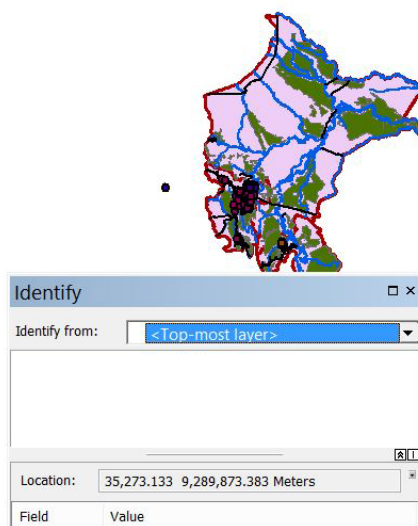 Identify
Identify from: <Top-most layer>
Location: 35,273.133 9,289,873.383 Meters
Field Value